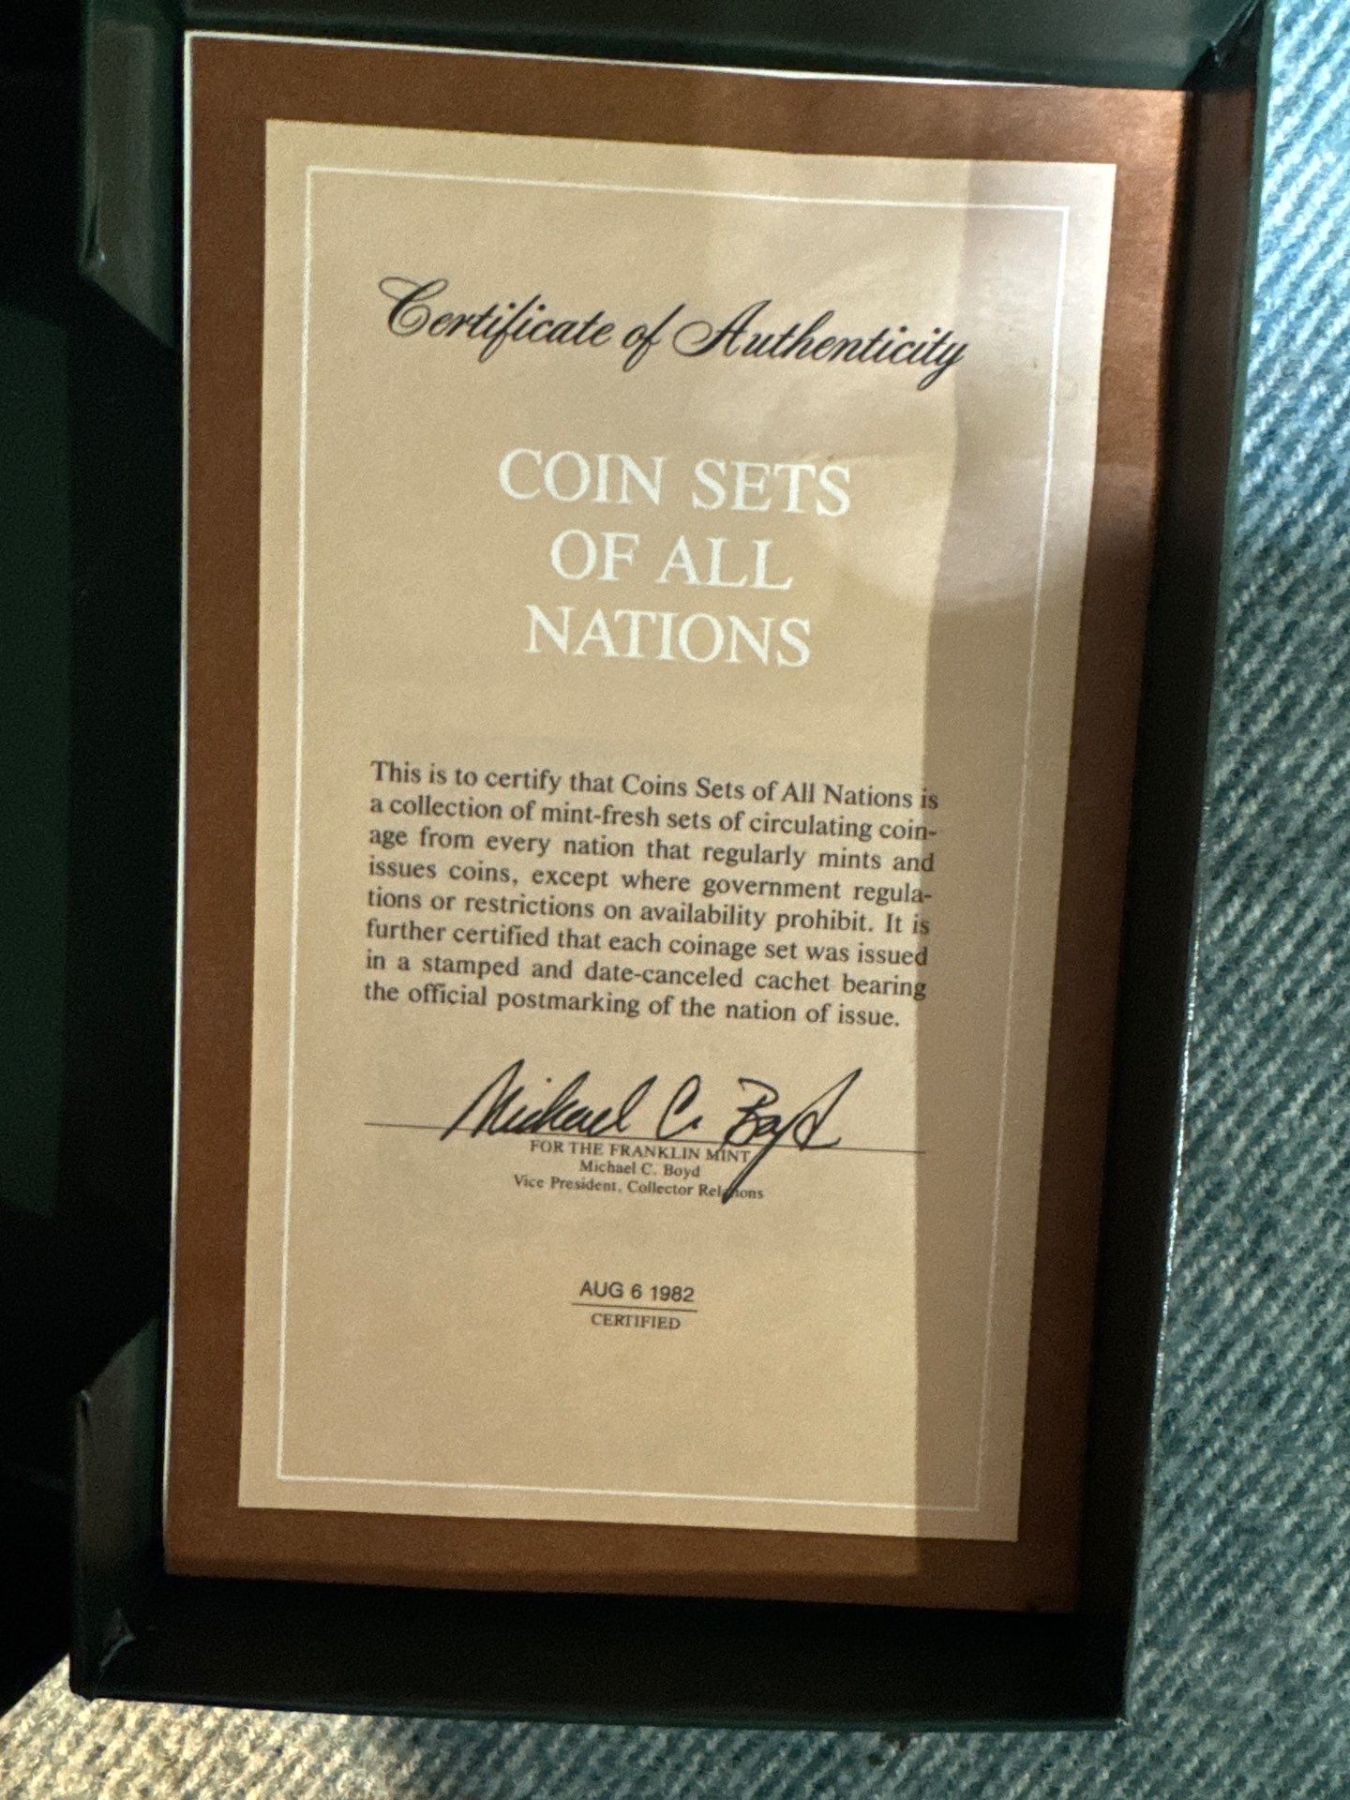 Certificate of Authenticity
COIN SETS
OF ALL
NATIONS
This is to certify that Coins Sets of All Nations is
a collection of mint-fresh sets of circulating coin-
age from every nation that regularly mints and
issues coins, except where government regula-
tions or restrictions on availability prohibit. It is
further certified that each coinage set was issued
in a stamped and date-canceled cachet bearing
the official postmarking of the nation of issue.
Michael C. Boyd
FOR THE FRANKLIN MINT
Michael C. Boyd
Vice President, Collector Relations
AUG 6 1982
CERTIFIED